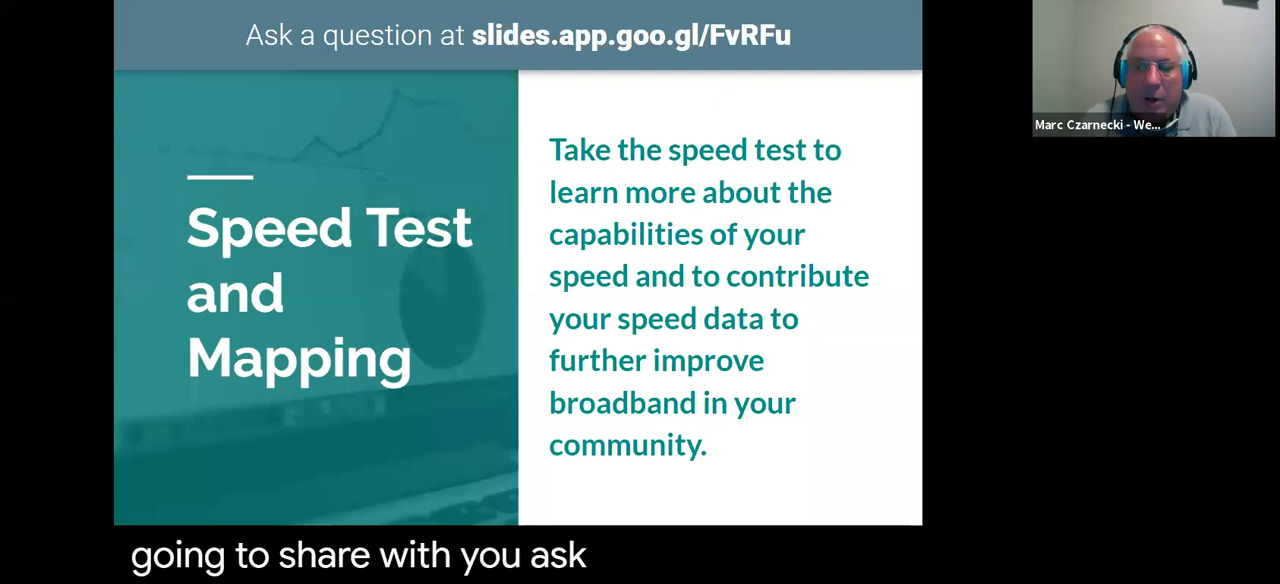 Ask a question at slides.app.goo.gl/FvRFu
Marc Czarnecki - We...
Speed Test
and
Mapping
Take the speed test to
learn more about the
capabilities of your
speed and to contribute
your speed data to
further improve
broadband in your
community.
going to share with you ask